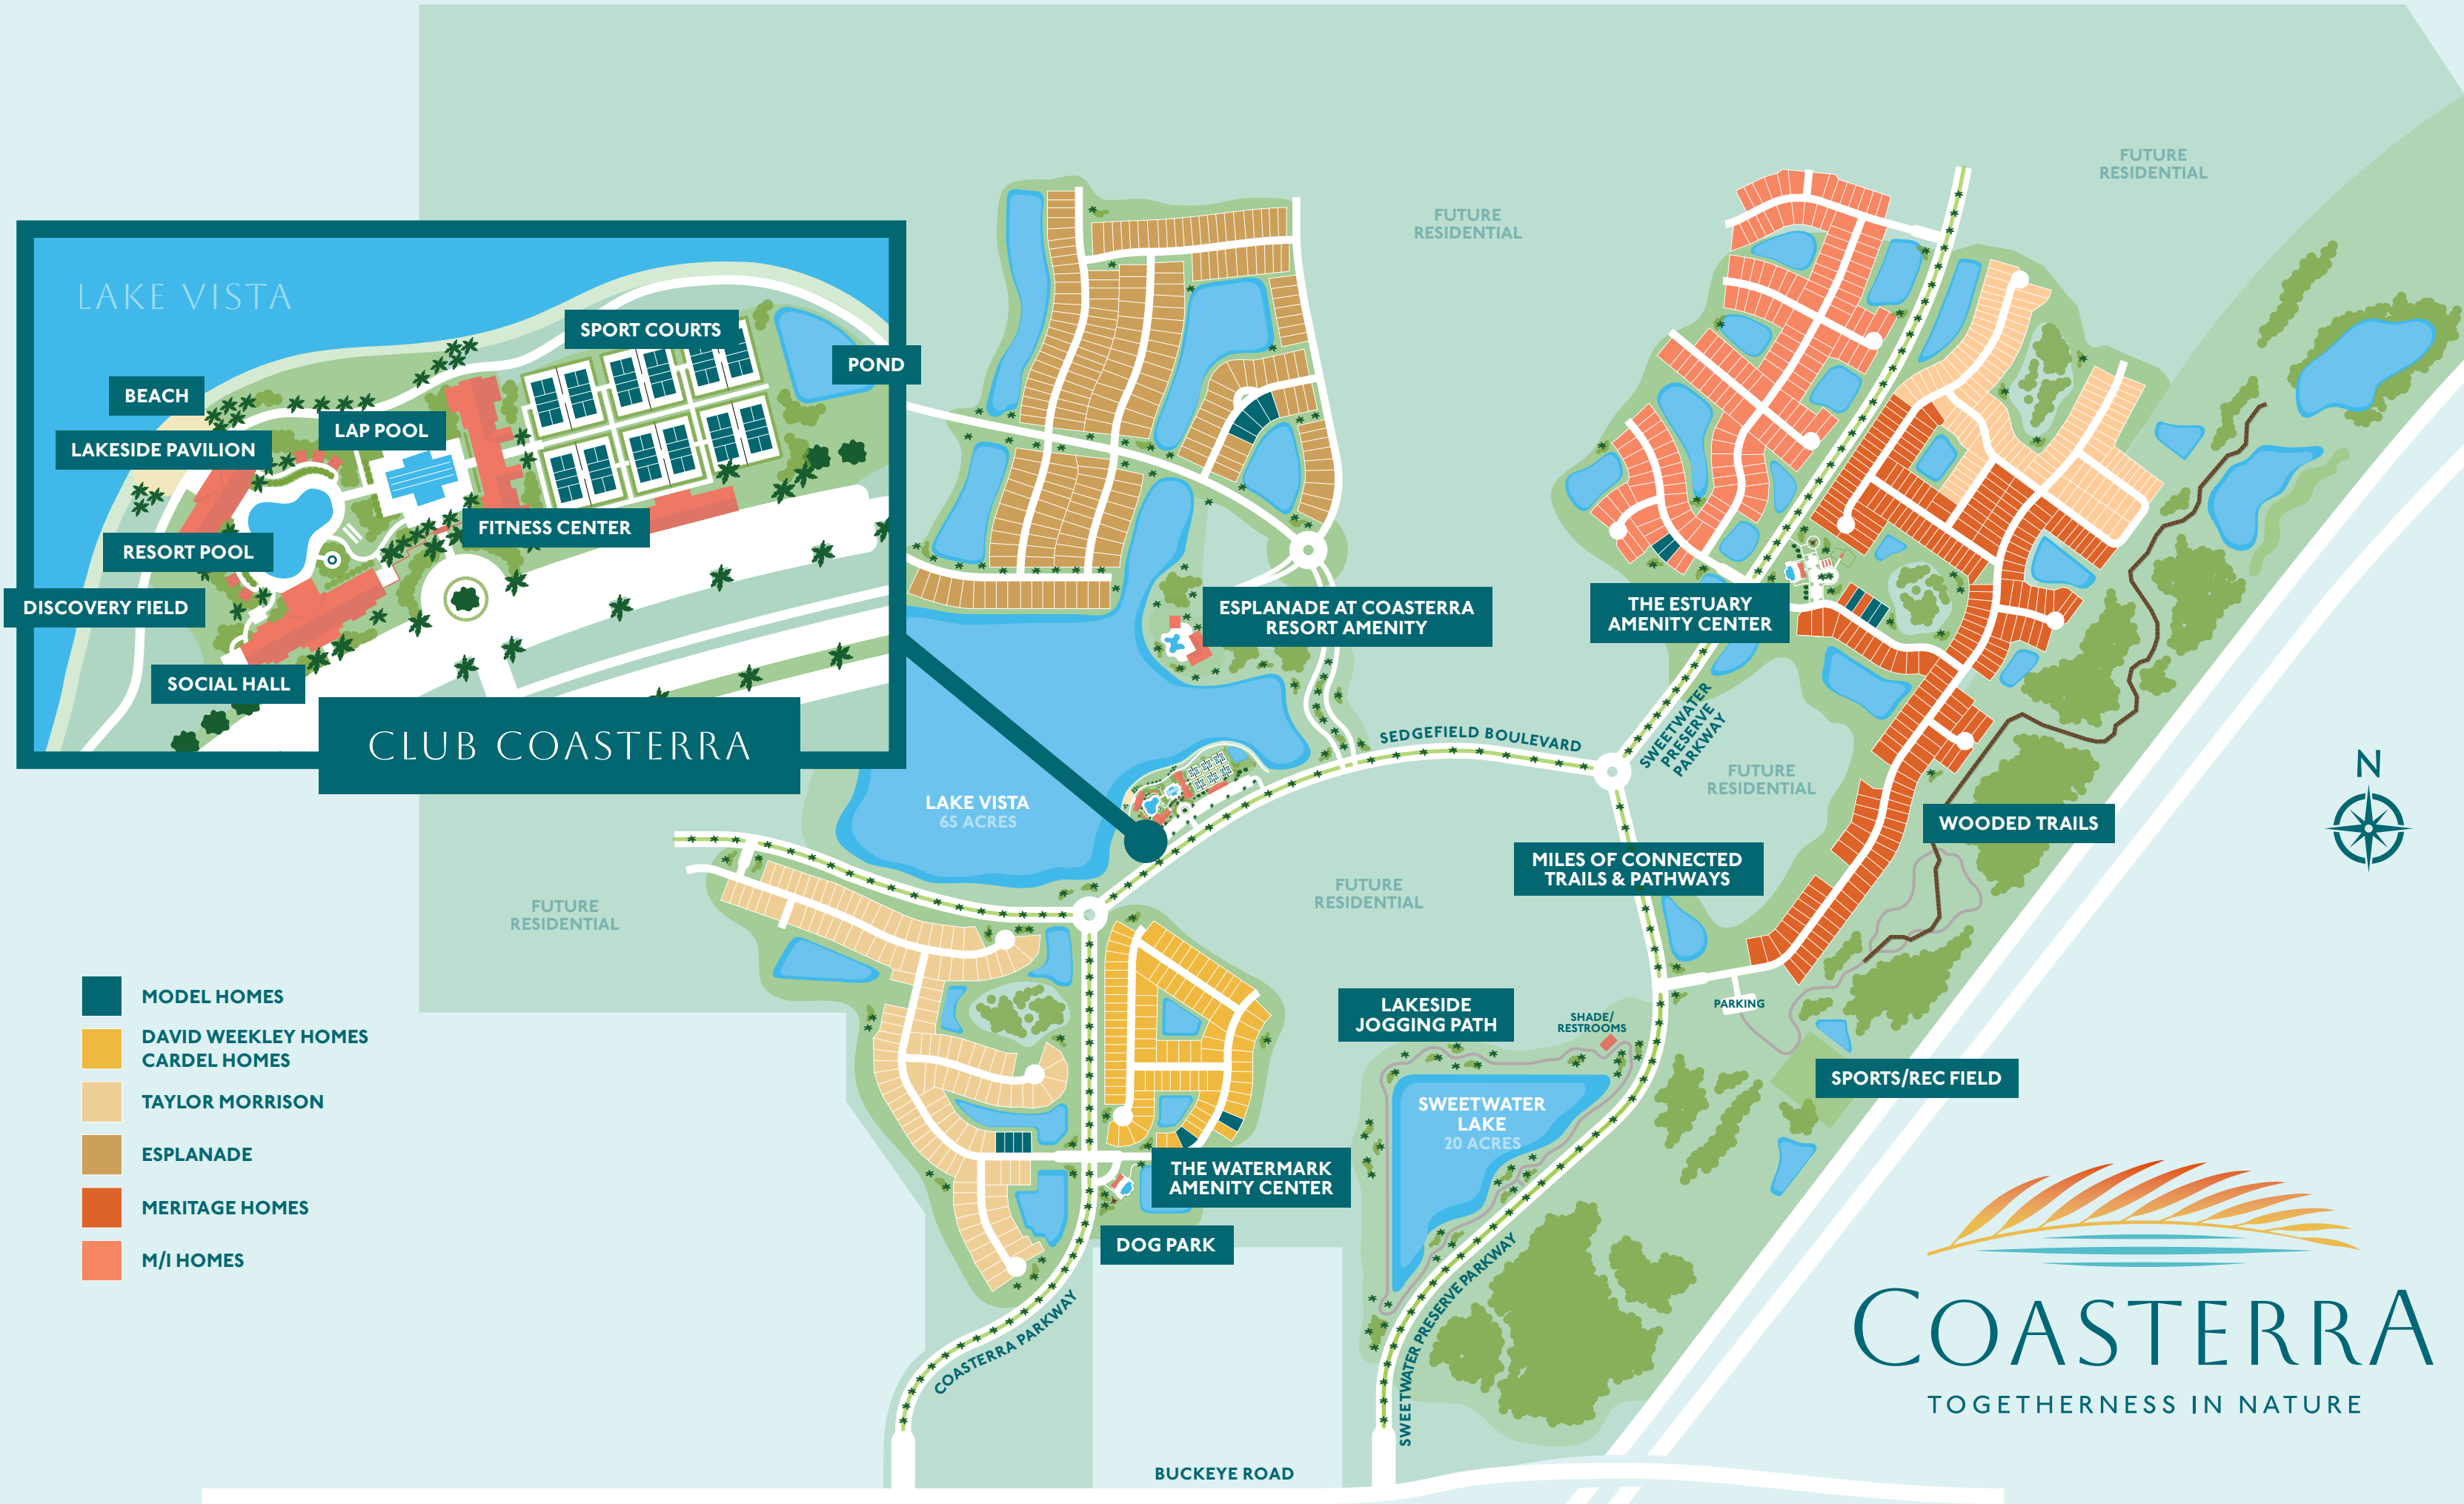 LAKE VISTA
SPORT COURTS
POND
BEACH
LAP POOL
LAKESIDE PAVILION
FITNESS CENTER
RESORT POOL
DISCOVERY FIELD
SOCIAL HALL
CLUB COASTERRA
FUTURE
RESIDENTIAL
FUTURE
RESIDENTIAL
ESPLANADE AT COASTERRA
RESORT AMENITY
THE ESTUARY
AMENITY CENTER
SEDGEFIELD BOULEVARD
SWEETWATER
PRESERVE
PARKWAY
FUTURE
RESIDENTIAL
LAKE VISTA
65 ACRES
WOODED TRAILS
N
MILES OF CONNECTED
TRAILS & PATHWAYS
FUTURE
RESIDENTIAL
FUTURE
RESIDENTIAL
LAKESIDE
JOGGING PATH
SHADE/
RESTROOMS
PARKING
SPORTS/REC FIELD
SWEETWATER
LAKE
20 ACRES
THE WATERMARK
AMENITY CENTER
DOG PARK
COASTERRA PARKWAY
SWEETWATER PRESERVE PARKWAY
BUCKEYE ROAD
MODEL HOMES
DAVID WEEKLEY HOMES
CARDEL HOMES
TAYLOR MORRISON
ESPLANADE
MERITAGE HOMES
M/I HOMES
COASTERRA
TOGETHERNESS IN NATURE